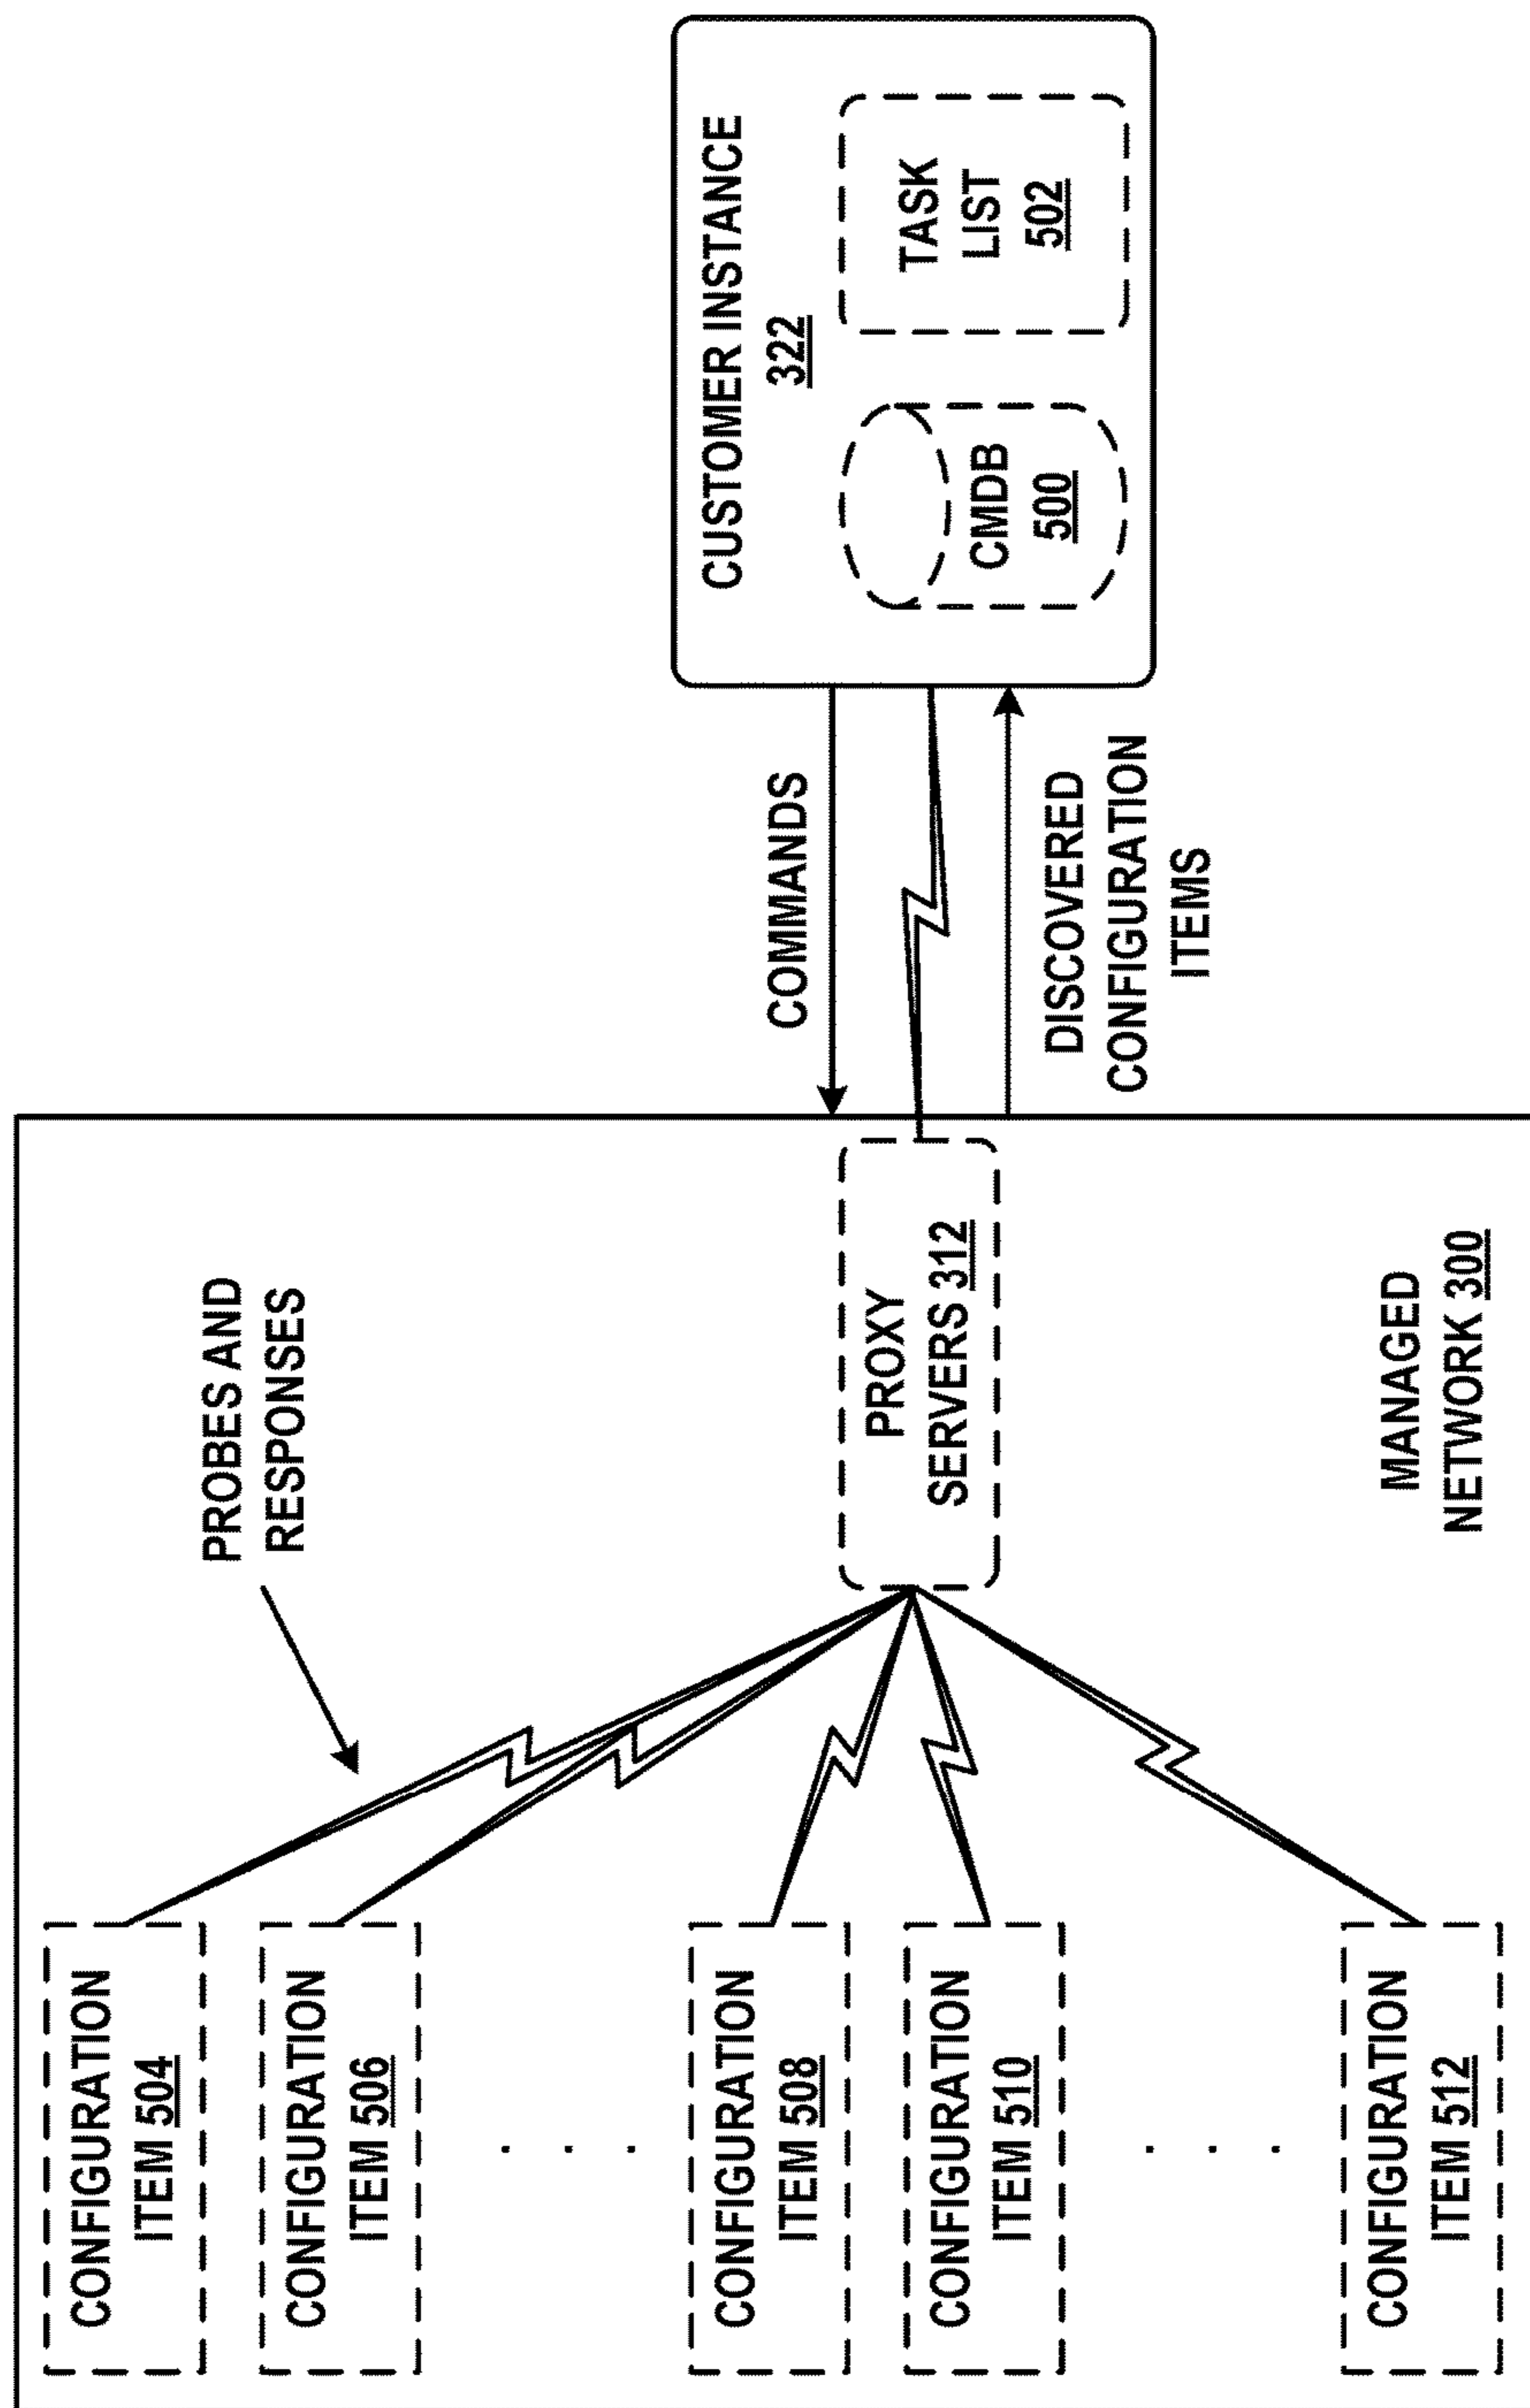 CUSTOMER INSTANCE
322
CMDB
500
TASK
LIST
502
COMMANDS
DISCOVERED
CONFIGURATION
ITEMS
PROBES AND
RESPONSES
PROXY
SERVERS 312
MANAGED
NETWORK 300
CONFIGURATION
ITEM 504
CONFIGURATION
ITEM 506
. . .
CONFIGURATION
ITEM 508
CONFIGURATION
ITEM 510
. . .
CONFIGURATION
ITEM 512